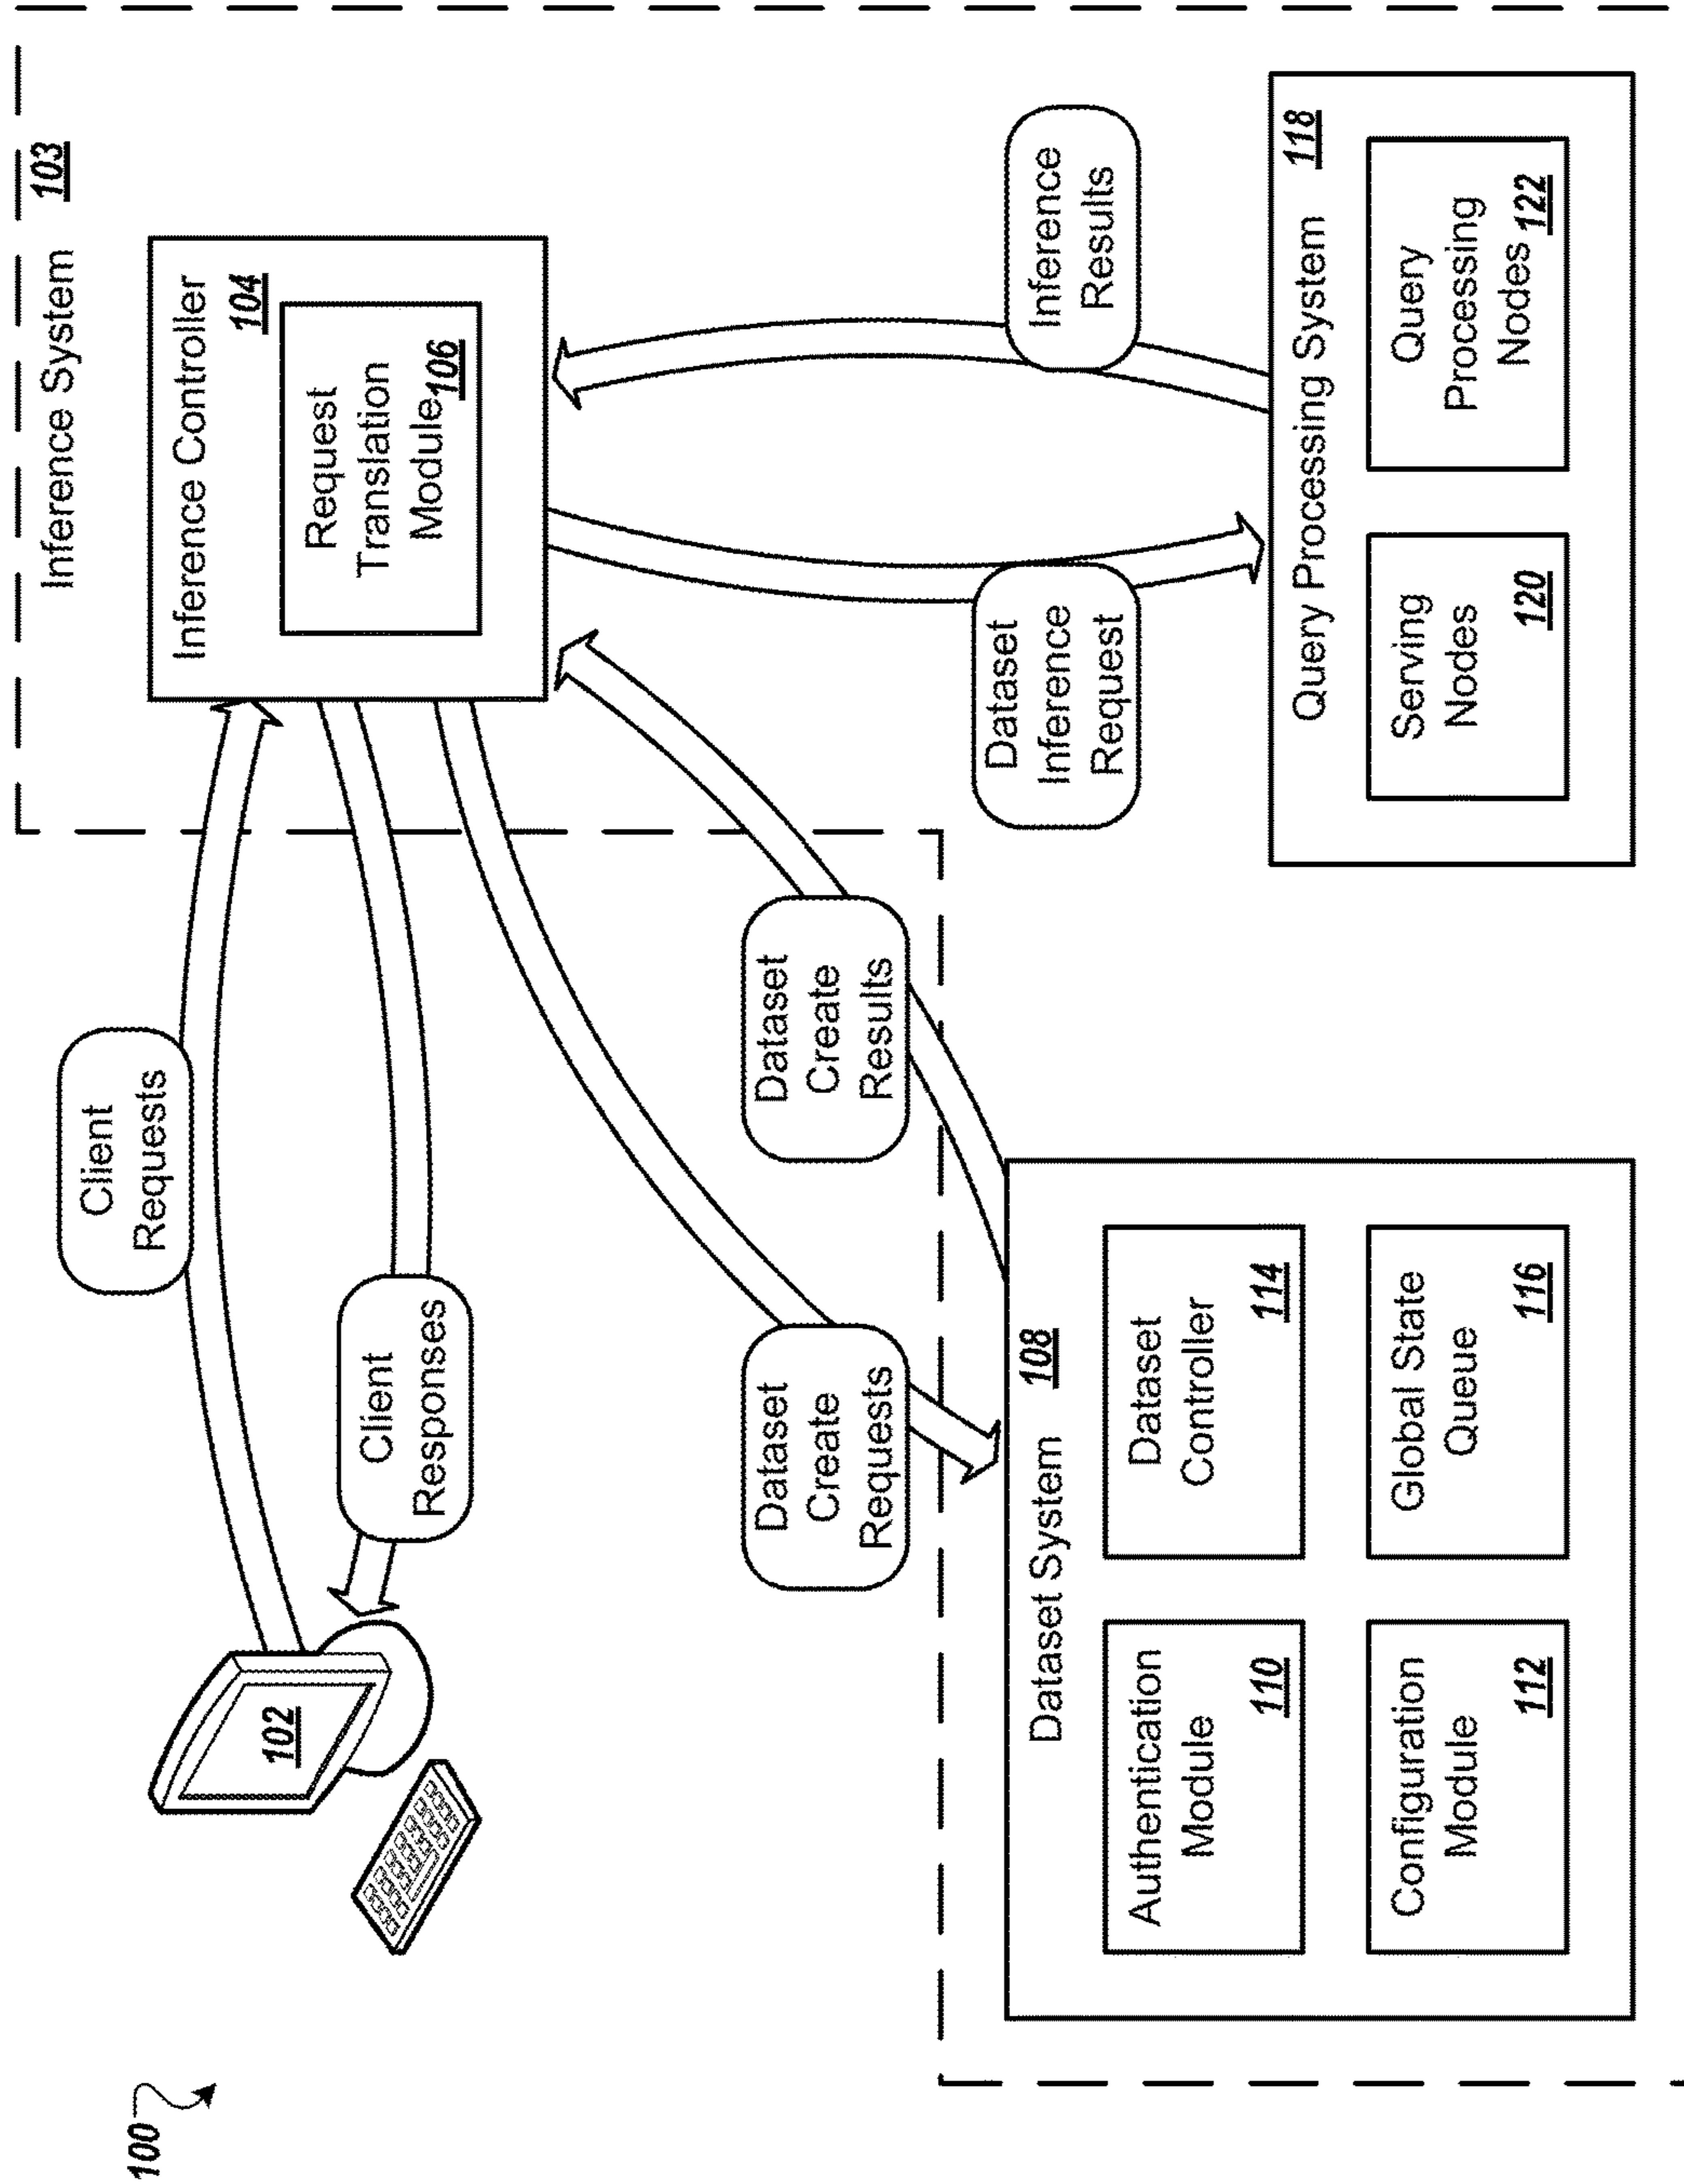 100
102
Client
Requests
Client
Responses
Inference System 103
Inference Controller
104
Request
Translation
Module 106
Dataset
Create
Requests
Dataset
Create
Results
Dataset
Inference
Request
Inference
Results
Dataset System 108
Authentication
Module
110
Dataset
Controller
114
Configuration
Module
112
Global State
Queue
116
Query Processing System 118
Serving
Nodes
120
Query
Processing
Nodes 122